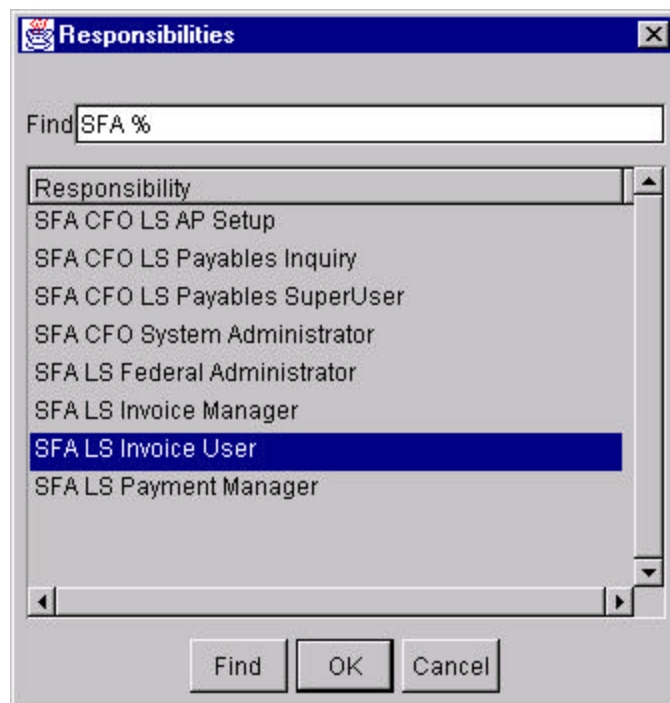 Responsibilities
Find SFA %
Responsibility
SFA CFO LS AP Setup
SFA CFO LS Payables Inquiry
SFA CFO LS Payables SuperUser
SFA CFO System Administrator
SFA LS Federal Administrator
SFA LS Invoice Manager
SFA LS Invoice User
SFA LS Payment Manager
Find OK Cancel